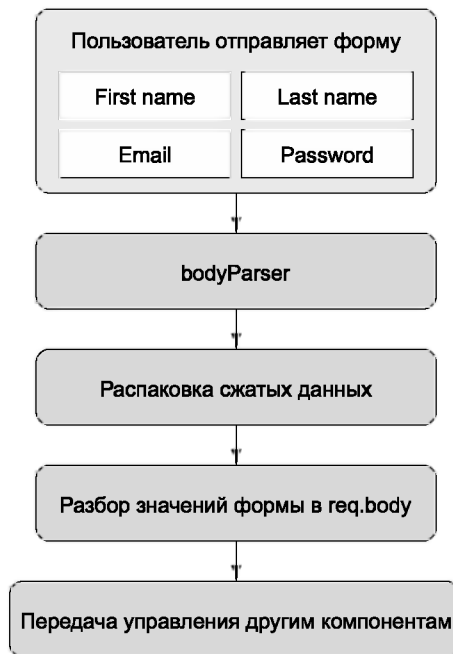 Пользователь отправляет форму
First name
Last name
Email
Password
bodyParser
Распаковка сжатых данных
Разбор значений формы в req.body
Передача управления другим компонентам